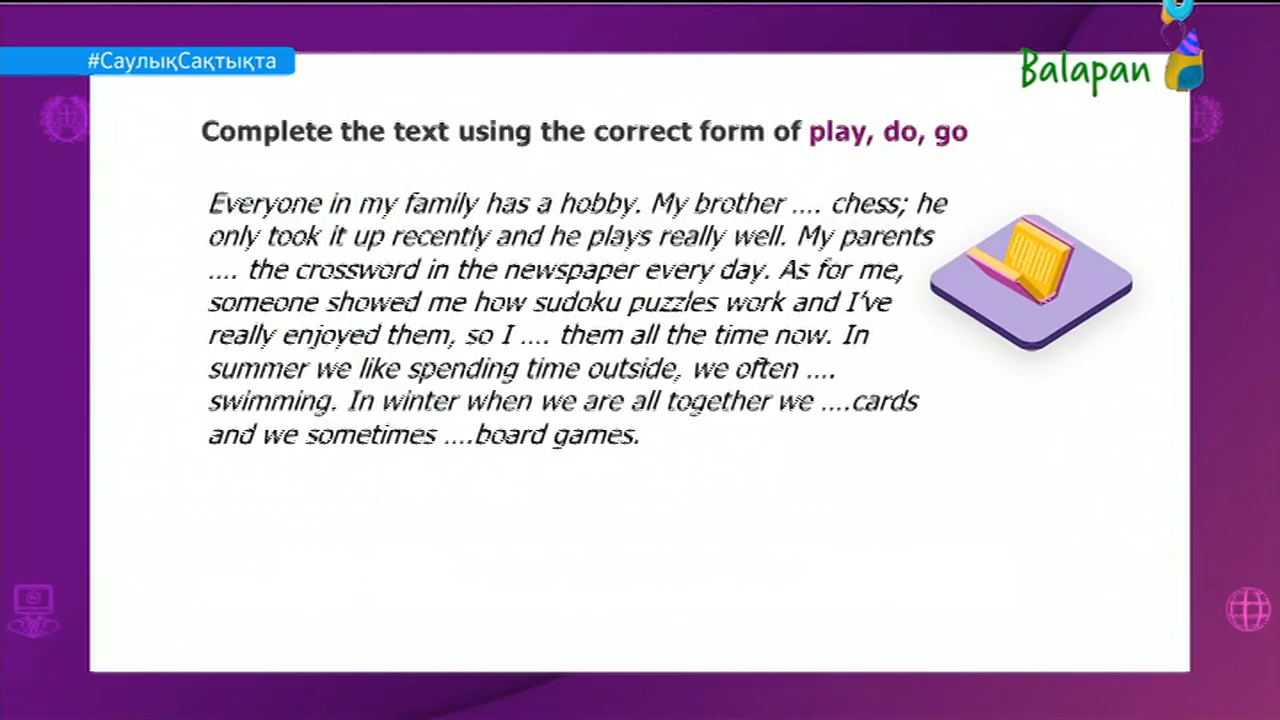 #СаулықСақтықта
Balapan
Complete the text using the correct form of play, do, go
Everyone in my family has a hobby. My brother .... chess; he
only took it up recently and he plays really well. My parents
.... the crossword in the newspaper every day. As for me,
someone showed me how sudoku puzzles work and I've
really enjoyed them, so I .... them all the time now. In
summer we like spending time outside, we often ....
swimming. In winter when we are all together we ....cards
and we sometimes ....board games.